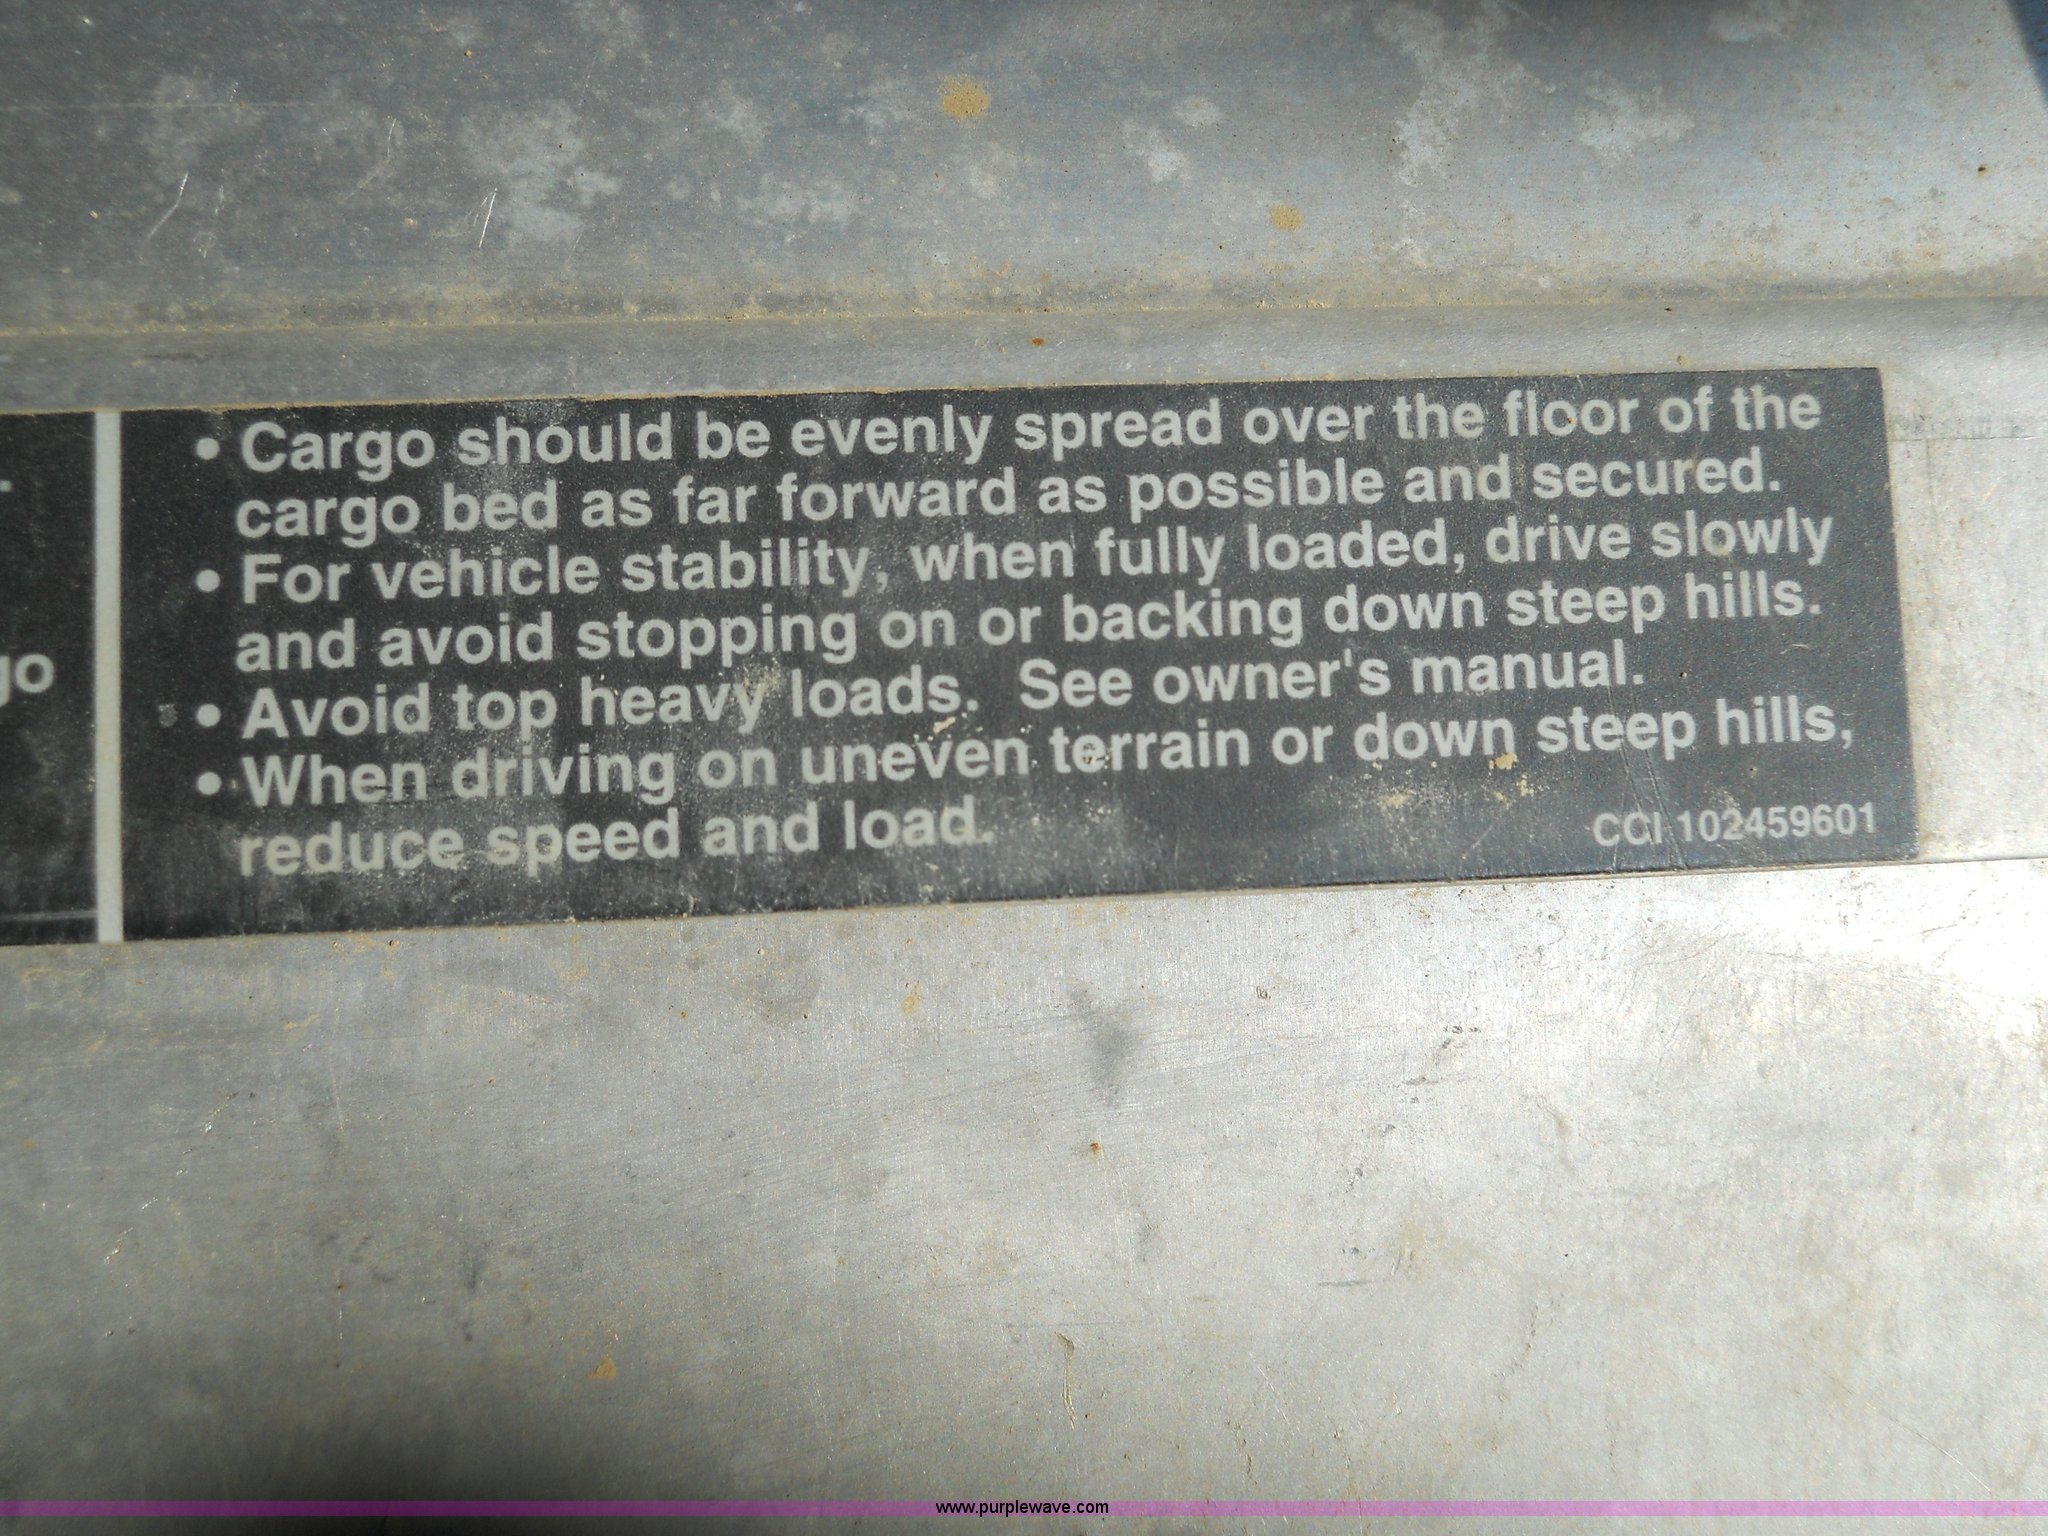 • Cargo should be evenly spread over the floor of the
cargo bed as far forward as possible and secured.
• For vehicle stability, when fully loaded, drive slowly
and avoid stopping on or backing down steep hills.
• Avoid top heavy loads.  See owner's manual.
• When driving on uneven terrain or down steep hills,
reduce speed and load.
CCI 102459601
www.purplewave.com